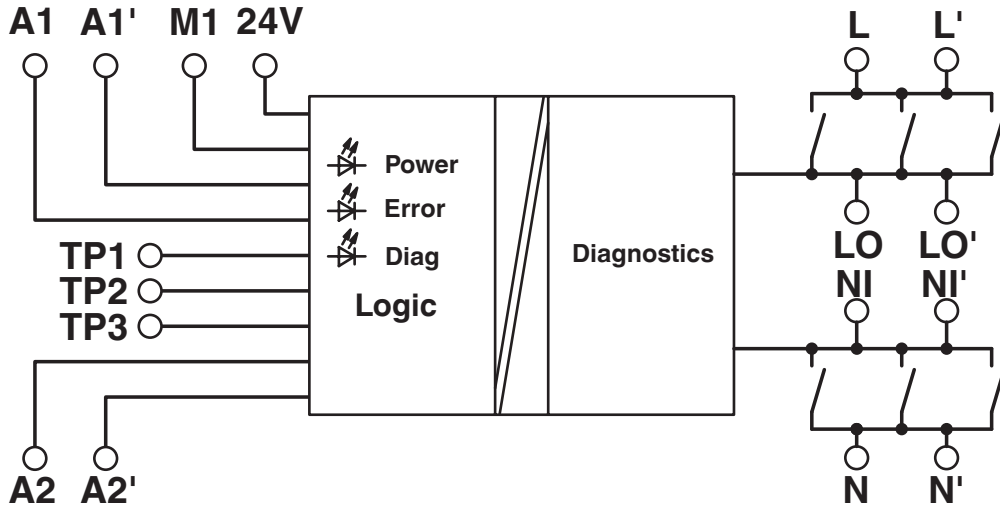 A1 A1' M1 24V
L L'
Power
Error
Diag
Logic
Diagnostics
TP1
TP2
TP3
LO LO'
NI NI'
A2 A2'
N N'